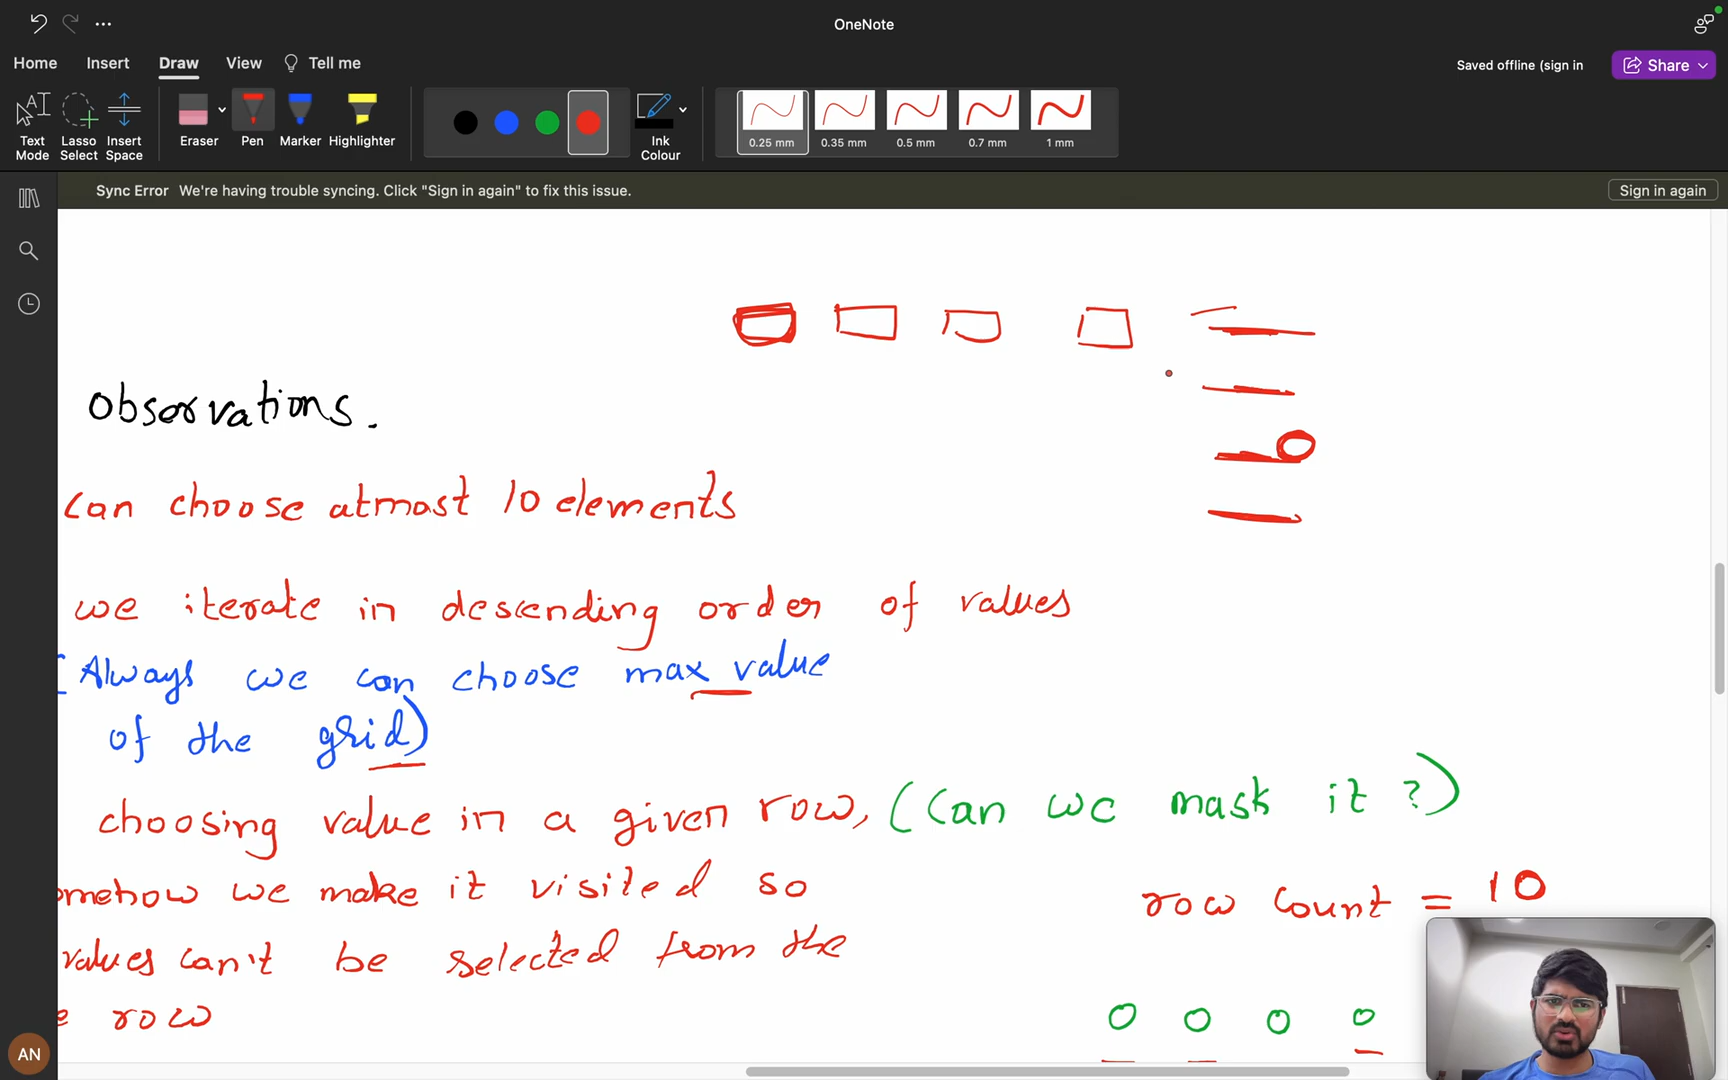 OneNote
Home Insert Draw View Tell me
Saved offline (sign in
Share
Text Mode
Lasso Select
Insert Space
Eraser
Pen
Marker
Highlighter
Ink Colour
0.25 mm 0.35 mm 0.5 mm 0.7 mm 1 mm
Sync Error We're having trouble syncing. Click "Sign in again" to fix this issue.
Sign in again
Observations.
can choose atmost 10 elements
we iterate in descending order of values
(Always we can choose max value
of the grid)
choosing value in a given row, (Can we mask it ?)
omehow we make it visited so
row count = 10
values can't be selected from the
e row
0 0 0 0
AN